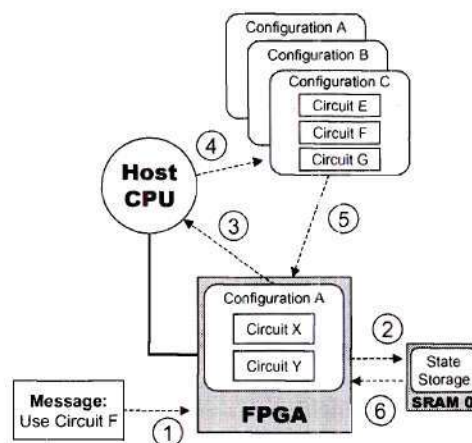 Configuration A
Configuration B
Configuration C
Circuit E
Circuit F
Circuit G
4
Host
CPU
3
5
Configuration A
Circuit X
Circuit Y
FPGA
2
State
Storage
SRAM 0
6
Message:
Use Circuit F
1